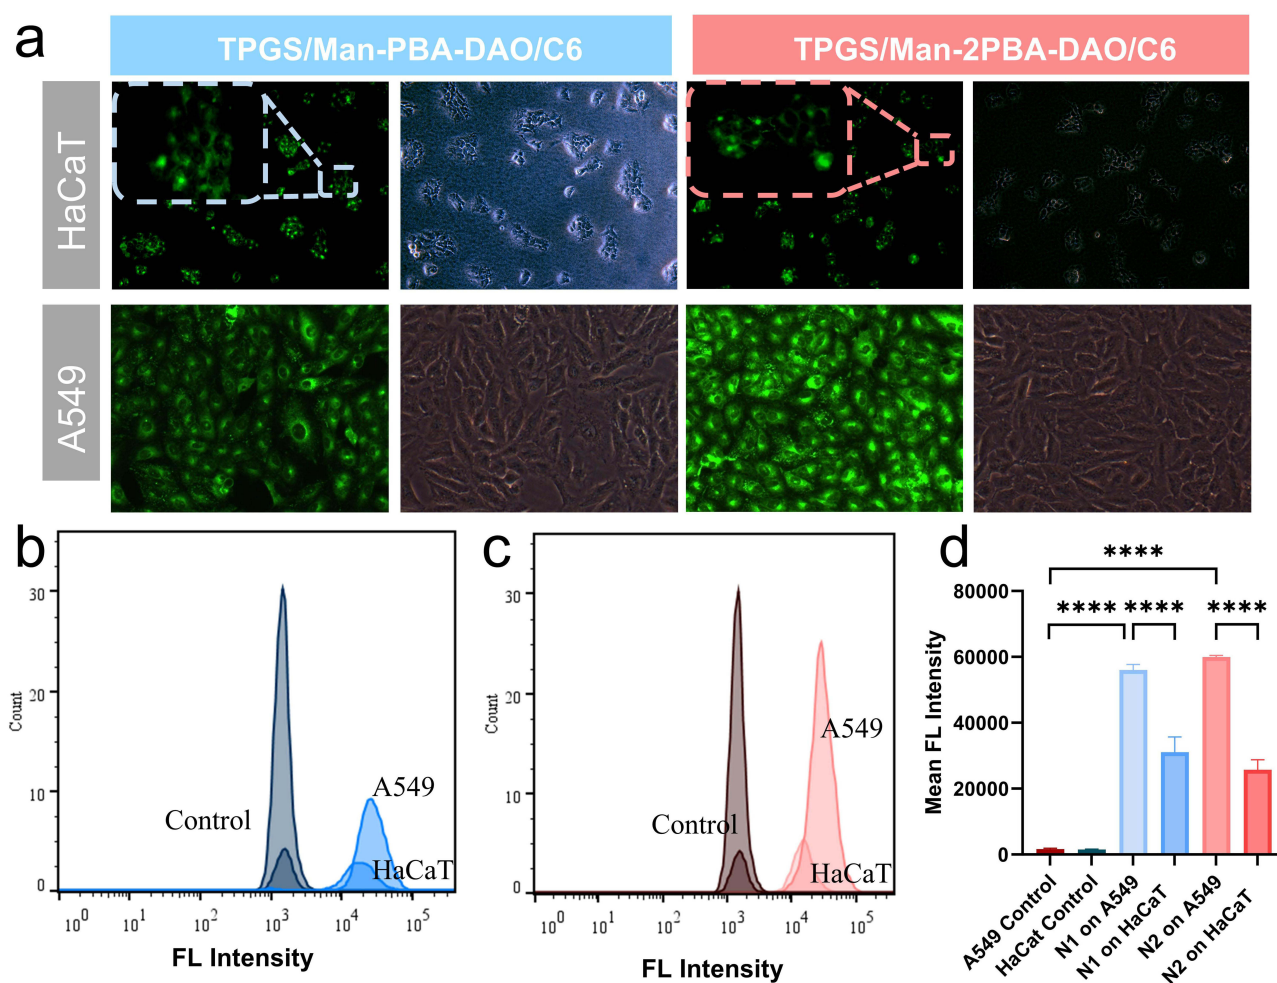 a
TPGS/Man-PBA-DAO/C6
TPGS/Man-2PBA-DAO/C6
HaCaT
A549
b
Count
30
20
10
0
Control
A549
HaCaT
10^0 10^1 10^2 10^3 10^4 10^5
FL Intensity
c
Count
30
20
10
0
Control
A549
HaCaT
10^0 10^1 10^2 10^3 10^4 10^5
FL Intensity
d
Mean FL Intensity
80000
60000
40000
20000
0
****
**** **** ****
A549 Control
HaCat Control
N1 on A549
N1 on HaCaT
N2 on A549
N2 on HaCaT